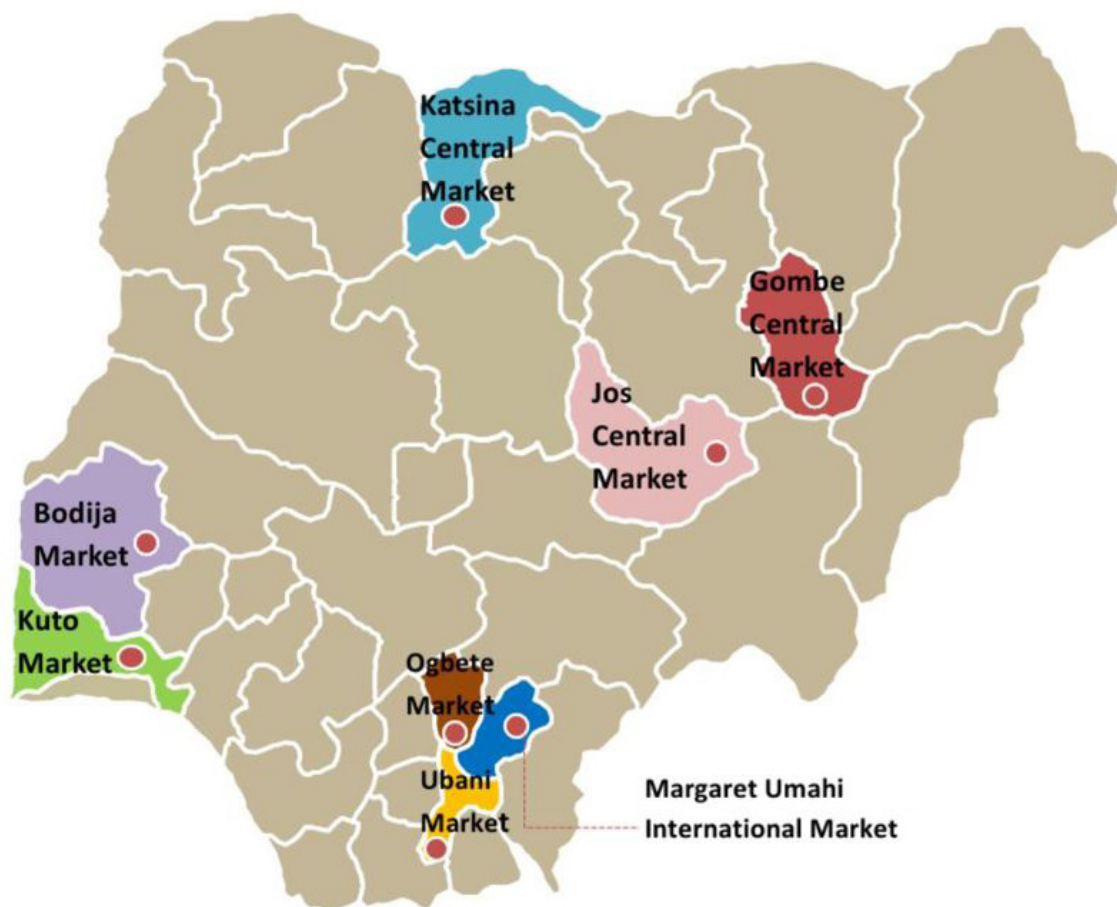 Katsina
Central
Market
Gombe
Central
Market
Jos
Central
Market
Bodija
Market
Kuto
Market
Ogbete
Market
Ubani
Market
Margaret Umahi
International Market